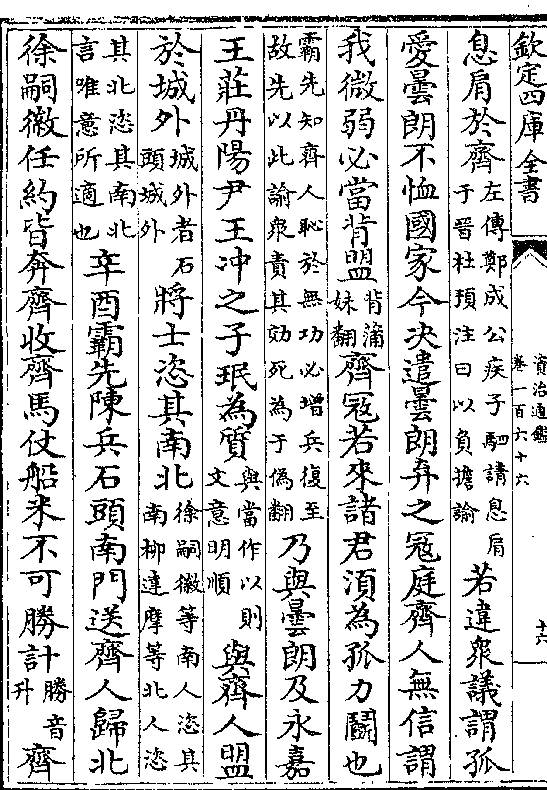 欽定四庫全書
資治通鑑
卷一百六十六
十六
息肩於齊左傳鄭成公疾子駟請息肩于晉杜預注曰以負擔諭若違衆議謂孤
愛曇朗不恤國家今決遣曇朗弃之冦庭齊人無信謂
我微弱必當背盟背蒲妹翻齊冦若來諸君須為孤力鬭也
霸先知齊人恥於無功必增兵復至故先以此諭衆責其効死為于偽翻乃與曇朗及永嘉
王莊丹陽尹王冲之子珉為質與當作以則文意明順與齊人盟
於城外城外者石頭城外將士恣其南北徐嗣徽等南人恣其南柳達摩等北人恣
其北恣其南北言唯意所適也辛酉霸先陳兵石頭南門送齊人歸北
徐嗣徽任約皆奔齊收齊馬仗船米不可勝計勝音升齊